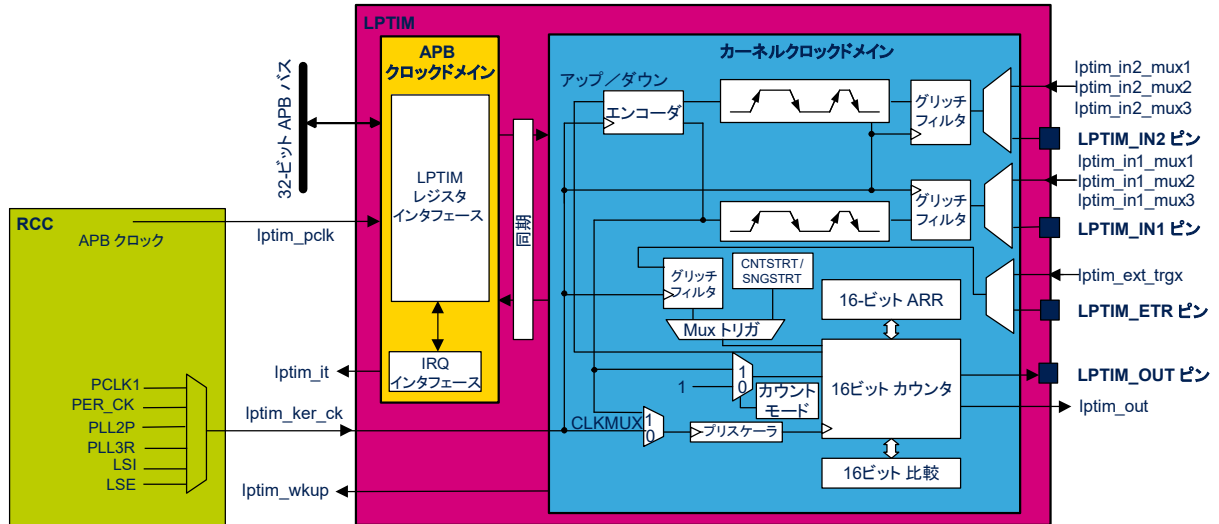 LPTIM
APB
クロックドメイン
カーネルクロックドメイン
32-ビット APB バス
LPTIM
レジスタ
インタフェース
同期
アップ／ダウン
エンコーダ
グリッチ
フィルタ
lptim_in2_mux1
lptim_in2_mux2
lptim_in2_mux3
LPTIM_IN2 ピン
lptim_in1_mux1
lptim_in1_mux2
lptim_in1_mux3
グリッチ
フィルタ
LPTIM_IN1 ピン
RCC
APB クロック
lptim_pclk
グリッチ
フィルタ
CNTSTRT /
SNGSTRT
Mux トリガ
16-ビット ARR
lptim_ext_trgx
LPTIM_ETR ピン
IRQ
インタフェース
lptim_it
1
1
0
カウント
モード
16ビット カウンタ
LPTIM_OUT ピン
lptim_out
PCLK1
PER_CK
PLL2P
PLL3R
LSI
LSE
lptim_ker_ck
CLKMUX
1
0
プリスケーラ
16ビット 比較
lptim_wkup